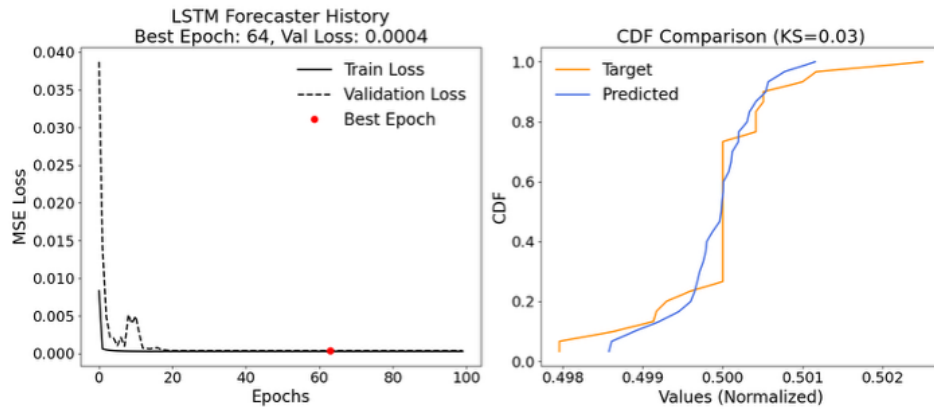 LSTM Forecaster History
Best Epoch: 64, Val Loss: 0.0004
0.040
0.035
0.030
0.025
0.020
0.015
0.010
0.005
0.000
MSE Loss
Train Loss
Validation Loss
Best Epoch
0
20
40
60
80
100
Epochs
CDF Comparison (KS=0.03)
1.0
0.8
0.6
0.4
0.2
0.0
CDF
Target
Predicted
0.498
0.499
0.500
0.501
0.502
Values (Normalized)